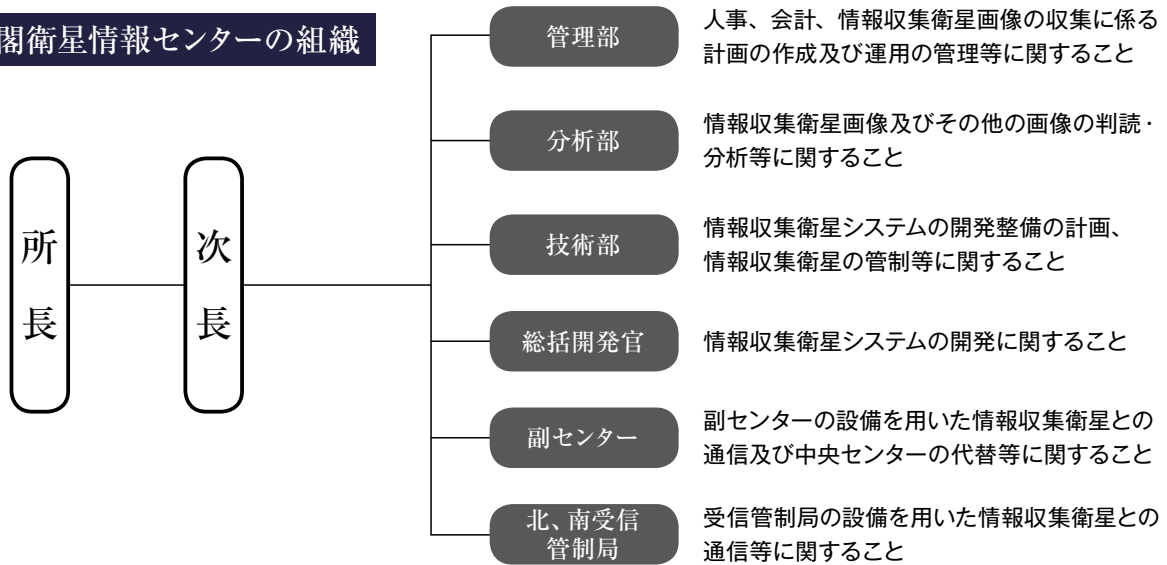 閣衛星情報センターの組織
所長
次長
管理部
人事、会計、情報収集衛星画像の収集に係る
計画の作成及び運用の管理等に関すること
分析部
情報収集衛星画像及びその他の画像の判読・
分析等に関すること
技術部
情報収集衛星システムの開発整備の計画、
情報収集衛星の管制等に関すること
総括開発官
情報収集衛星システムの開発に関すること
副センター
副センターの設備を用いた情報収集衛星との
通信及び中央センターの代替等に関すること
北、南受信
管制局
受信管制局の設備を用いた情報収集衛星との
通信等に関すること